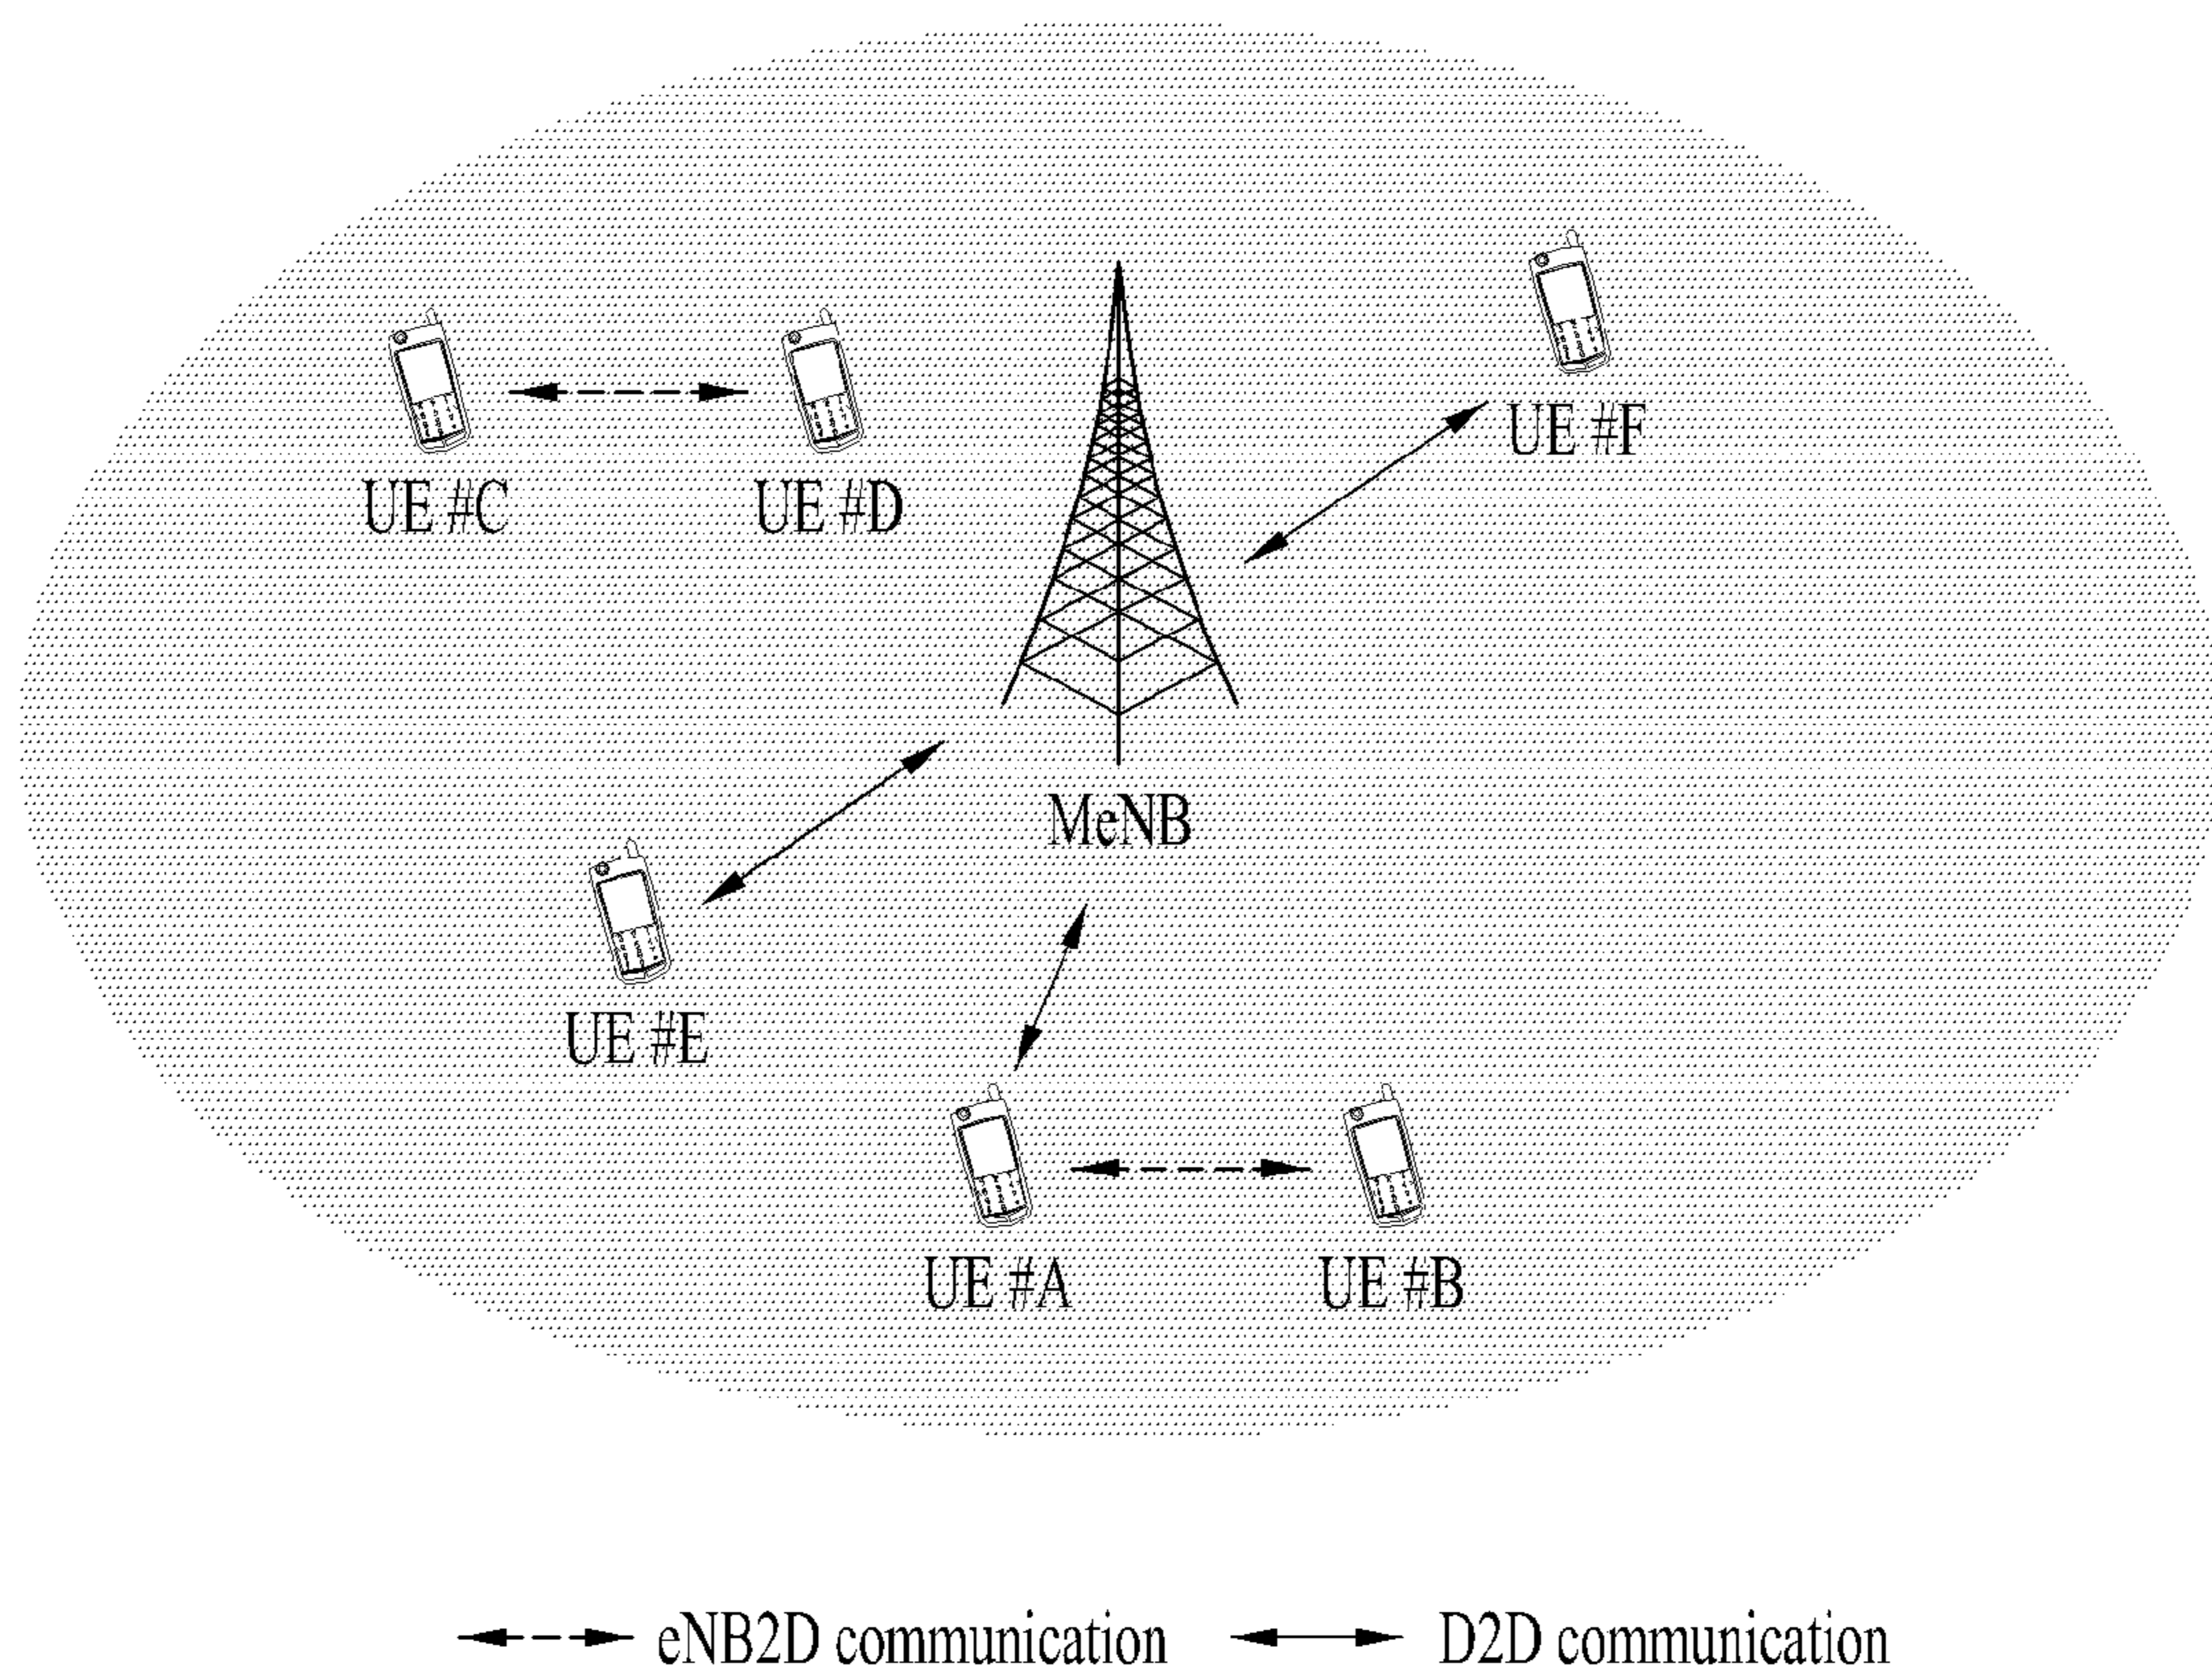 UE #F
UE #C
UE #D
MeNB
UE #E
UE #A
UE #B
eNB2D communication
D2D communication